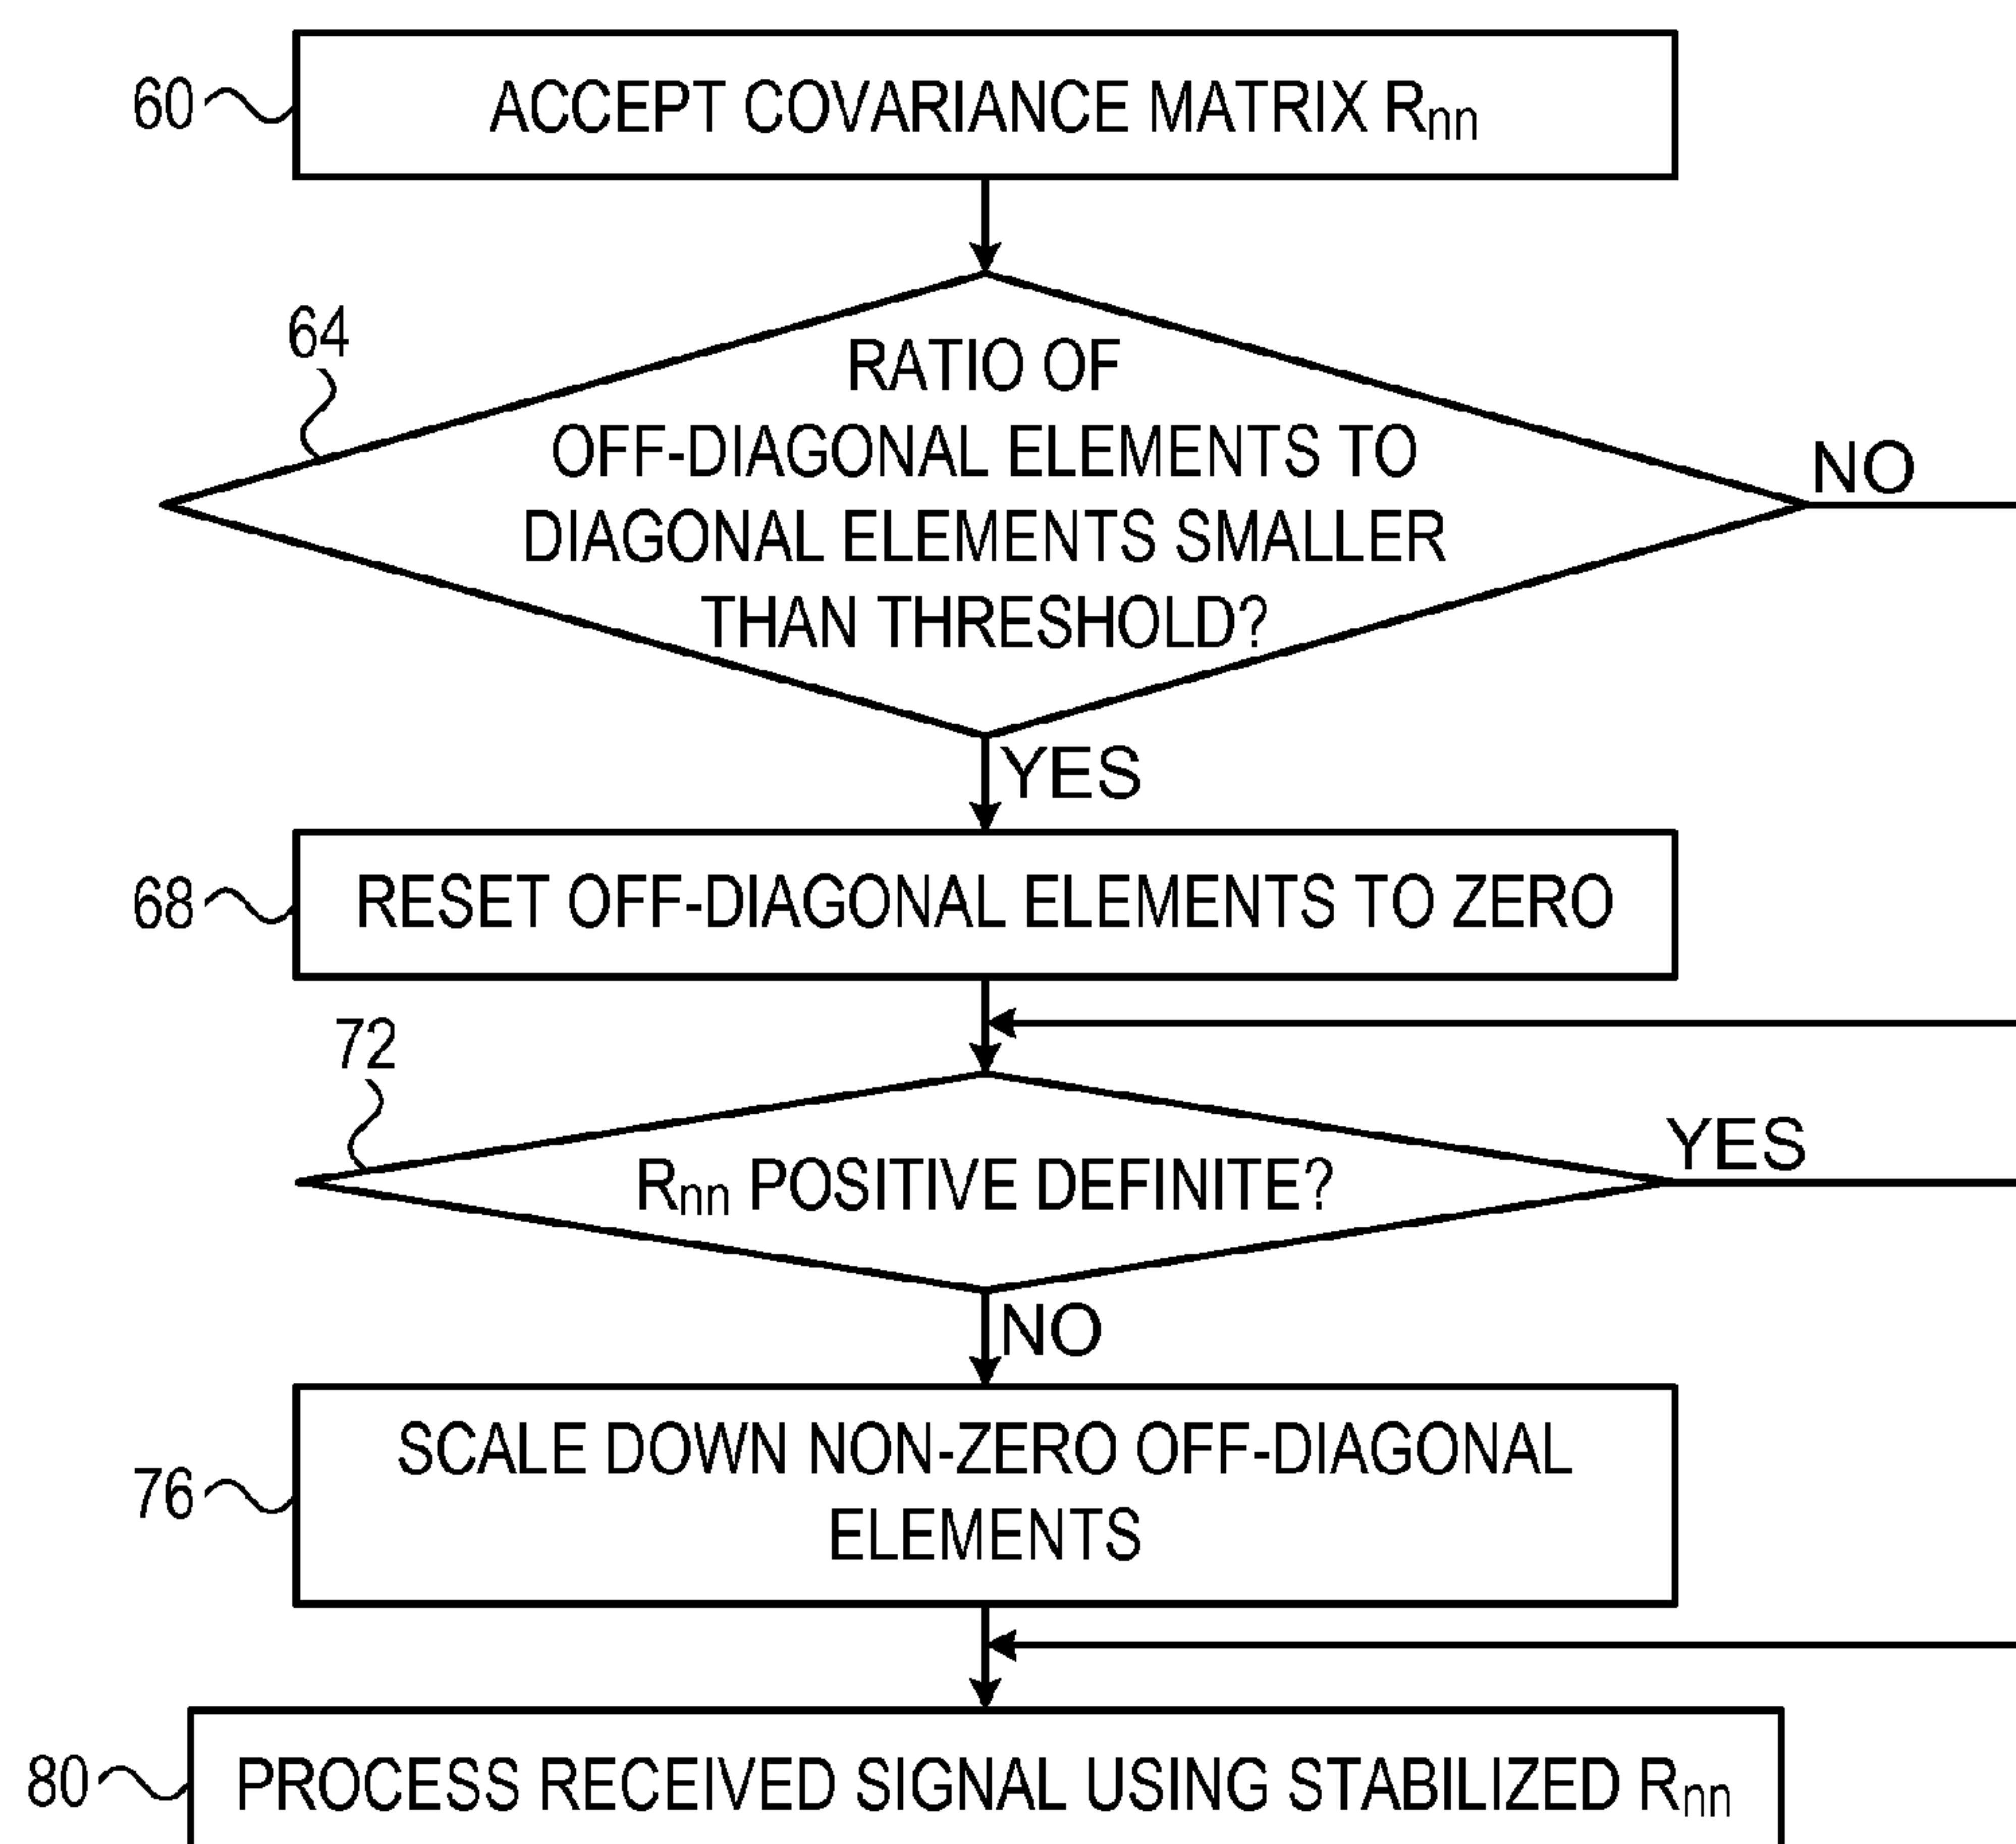 60
ACCEPT COVARIANCE MATRIX Rnn
64
RATIO OF
OFF-DIAGONAL ELEMENTS TO
DIAGONAL ELEMENTS SMALLER
THAN THRESHOLD?
NO
YES
68
RESET OFF-DIAGONAL ELEMENTS TO ZERO
72
Rnn POSITIVE DEFINITE?
YES
NO
76
SCALE DOWN NON-ZERO OFF-DIAGONAL
ELEMENTS
80
PROCESS RECEIVED SIGNAL USING STABILIZED Rnn